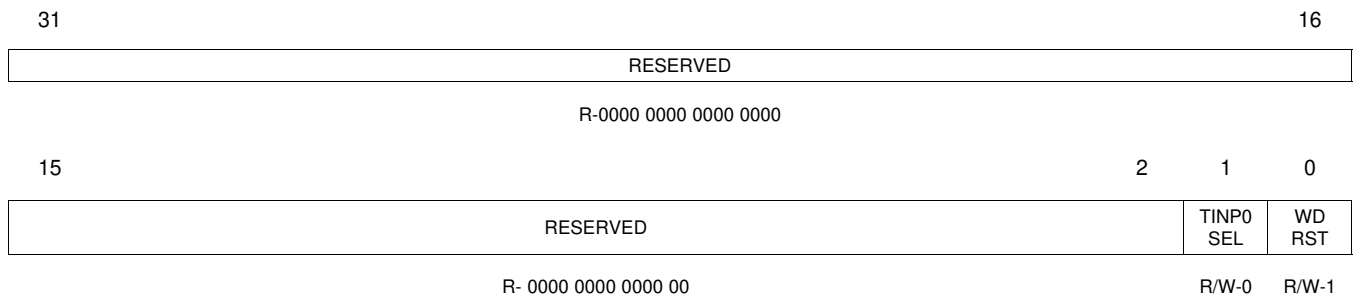 31 16
RESERVED
R-0000 0000 0000 0000
15 2 1 0
RESERVED TINP0 SEL WD RST
R- 0000 0000 0000 00 R/W-0 R/W-1